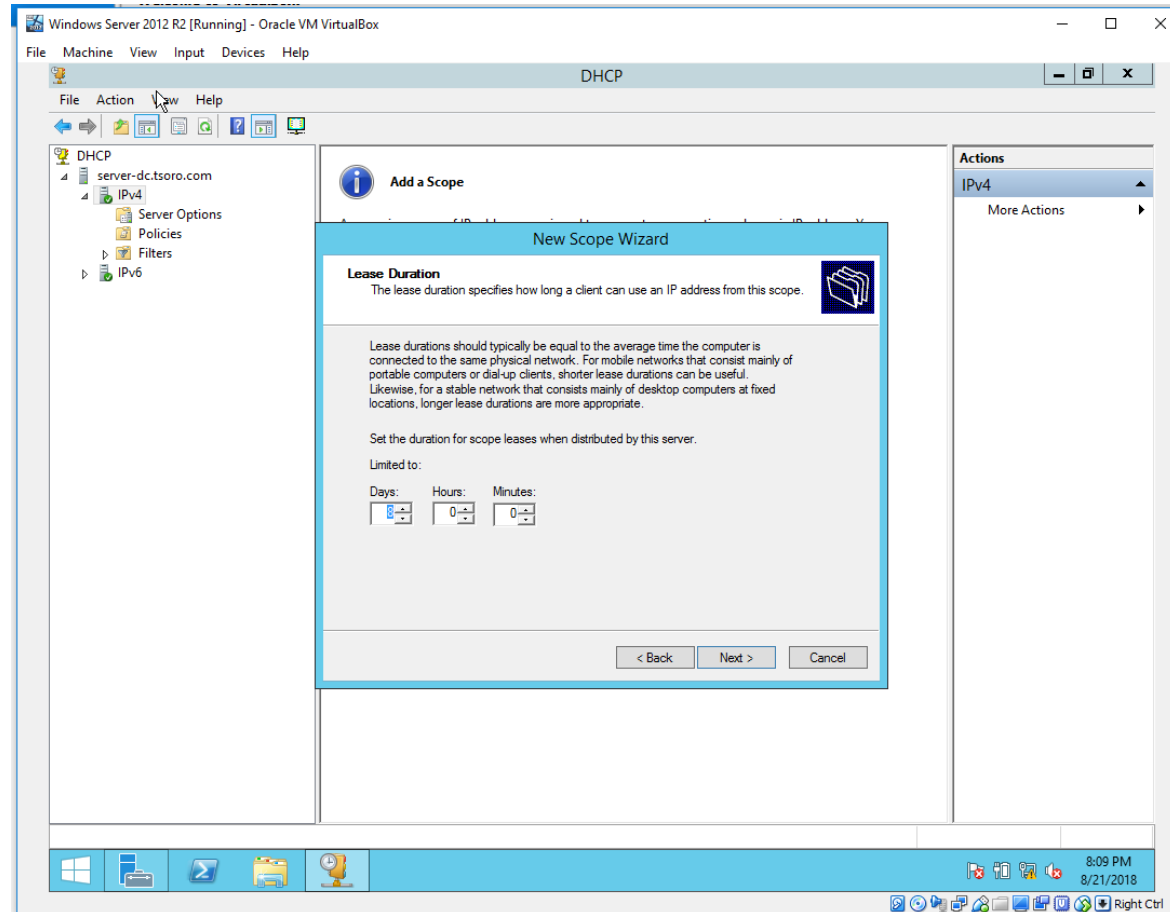 Windows Server 2012 R2 [Running] - Oracle VM VirtualBox
File Machine View Input Devices Help
DHCP
File Action View Help
DHCP
server-dc.tsoro.com
IPv4
Server Options
Policies
Filters
IPv6
Add a Scope
New Scope Wizard
Lease Duration
The lease duration specifies how long a client can use an IP address from this scope.
Lease durations should typically be equal to the average time the computer is
connected to the same physical network. For mobile networks that consist mainly of
portable computers or dial-up clients, shorter lease durations can be useful.
Likewise, for a stable network that consists mainly of desktop computers at fixed
locations, longer lease durations are more appropriate.
Set the duration for scope leases when distributed by this server.
Limited to:
Days: Hours: Minutes:
8 0 0
< Back Next > Cancel
Actions
IPv4
More Actions
8:09 PM
8/21/2018
Right Ctrl